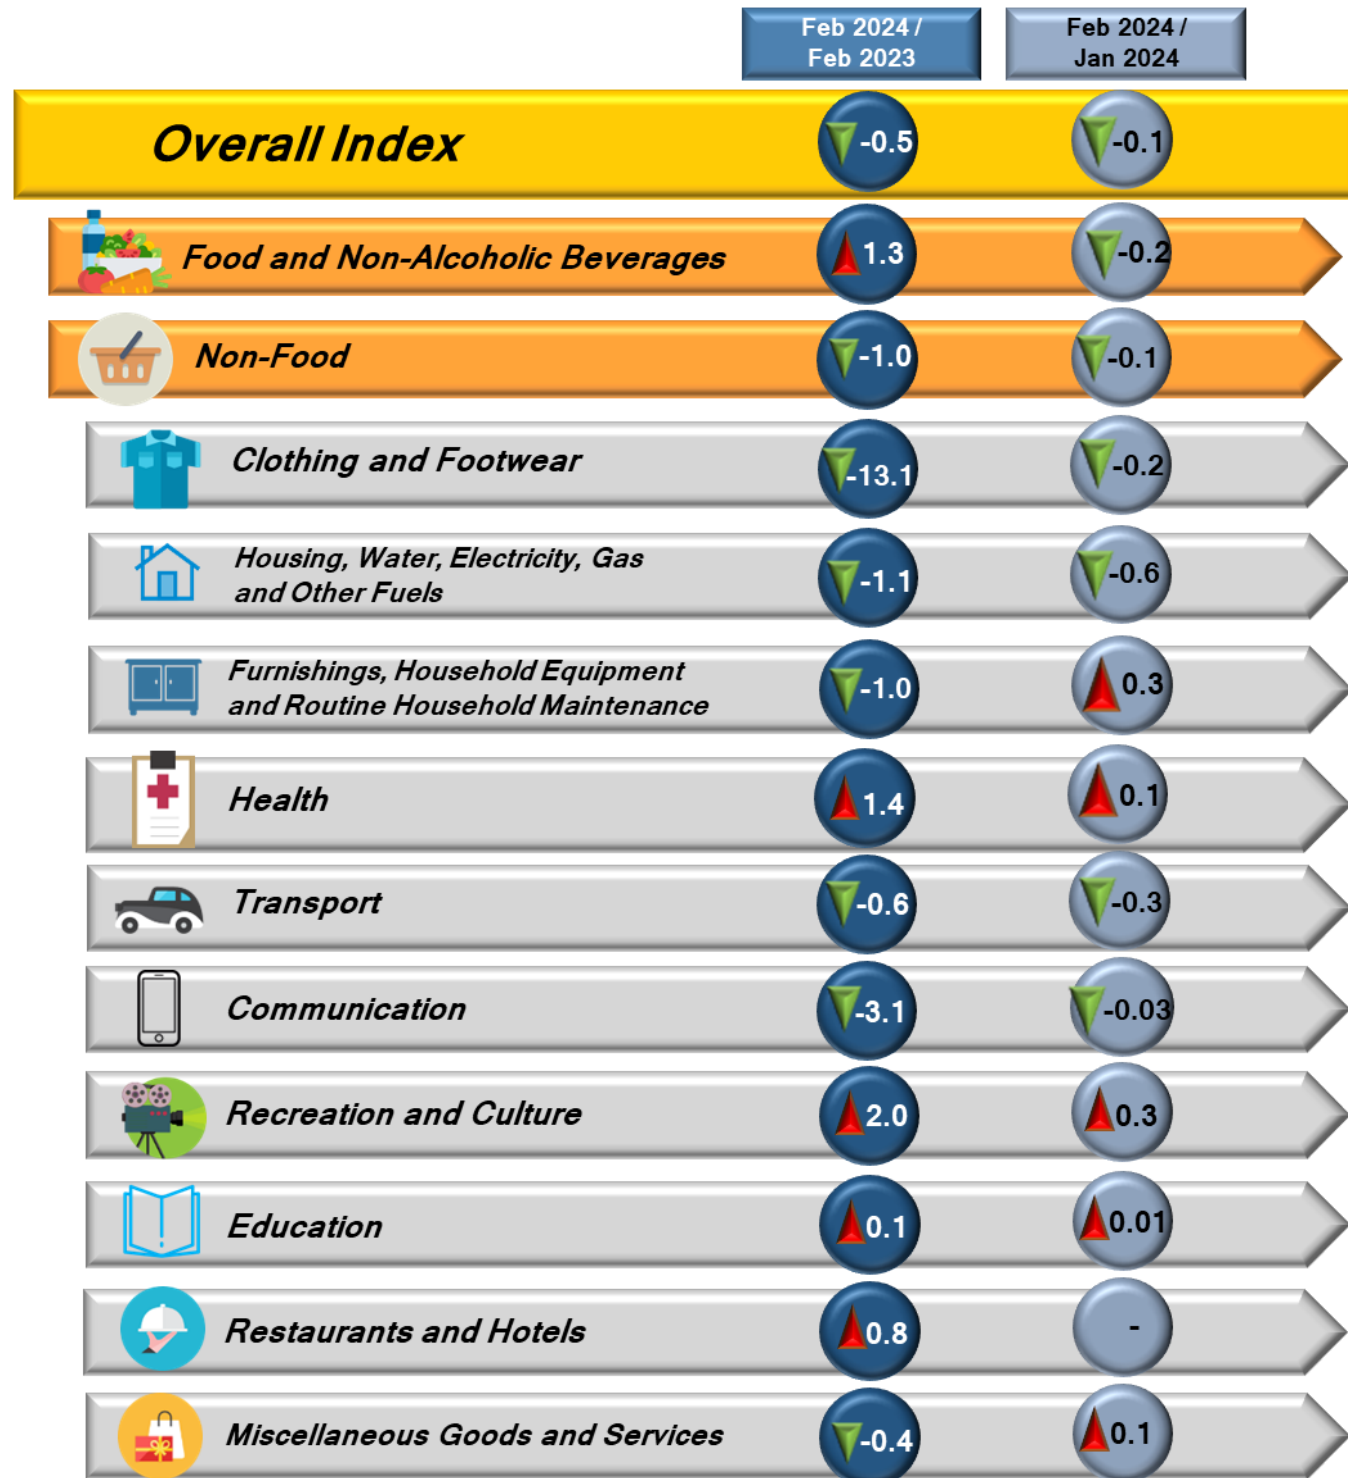 Feb 2024 /
Feb 2023
Feb 2024 /
Jan 2024
Overall Index -0.5 -0.1
Food and Non-Alcoholic Beverages 1.3 -0.2
Non-Food -1.0 -0.1
Clothing and Footwear -13.1 -0.2
Housing, Water, Electricity, Gas
and Other Fuels -1.1 -0.6
Furnishings, Household Equipment
and Routine Household Maintenance -1.0 0.3
Health 1.4 0.1
Transport -0.6 -0.3
Communication -3.1 -0.03
Recreation and Culture 2.0 0.3
Education 0.1 0.01
Restaurants and Hotels 0.8 -
Miscellaneous Goods and Services -0.4 0.1